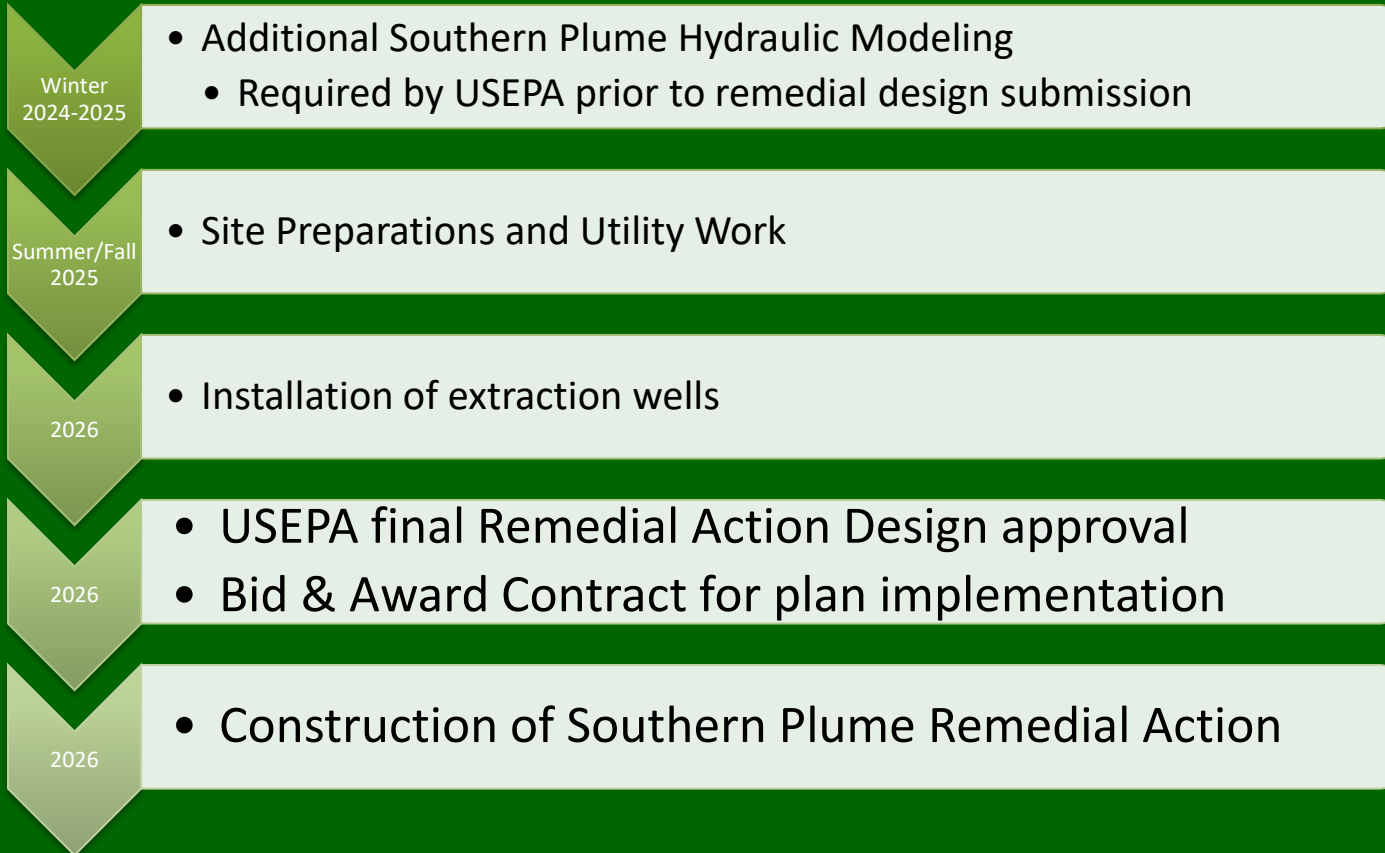 Winter
2024-2025
• Additional Southern Plume Hydraulic Modeling
• Required by USEPA prior to remedial design submission
Summer/Fall
2025
• Site Preparations and Utility Work
2026
• Installation of extraction wells
2026
• USEPA final Remedial Action Design approval
• Bid & Award Contract for plan implementation
2026
• Construction of Southern Plume Remedial Action